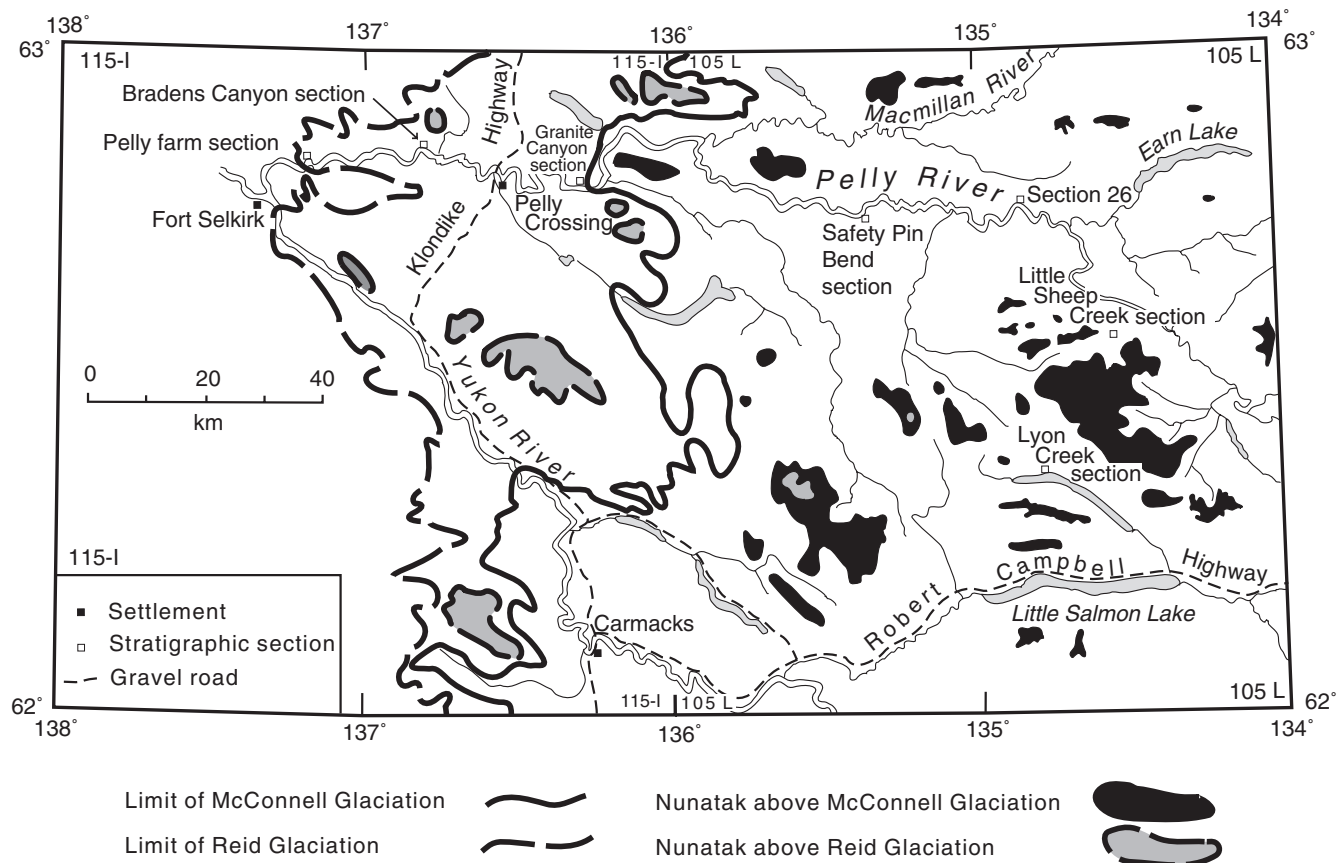 138˚ 137˚ 136˚ 135˚ 134˚
63˚ 63˚
115-I 115-I 105 L 105 L
Bradens Canyon section
Highway
Macmillan River
Pelly farm section
Granite
Canyon
section
Earn Lake
Pelly River
Section 26
Fort Selkirk
Pelly
Crossing
Klondike
Safety Pin
Bend
section
Little
Sheep
Creek section
0 20 40
km
Yukon River
Lyon
Creek
section
115-I
Settlement
Stratigraphic section
Gravel road
Robert Campbell Highway
Little Salmon Lake
Carmacks
115-I 105 L 105 L
62˚ 62˚
138˚ 137˚ 136˚ 135˚ 134˚
Limit of McConnell Glaciation
Nunatak above McConnell Glaciation
Limit of Reid Glaciation
Nunatak above Reid Glaciation